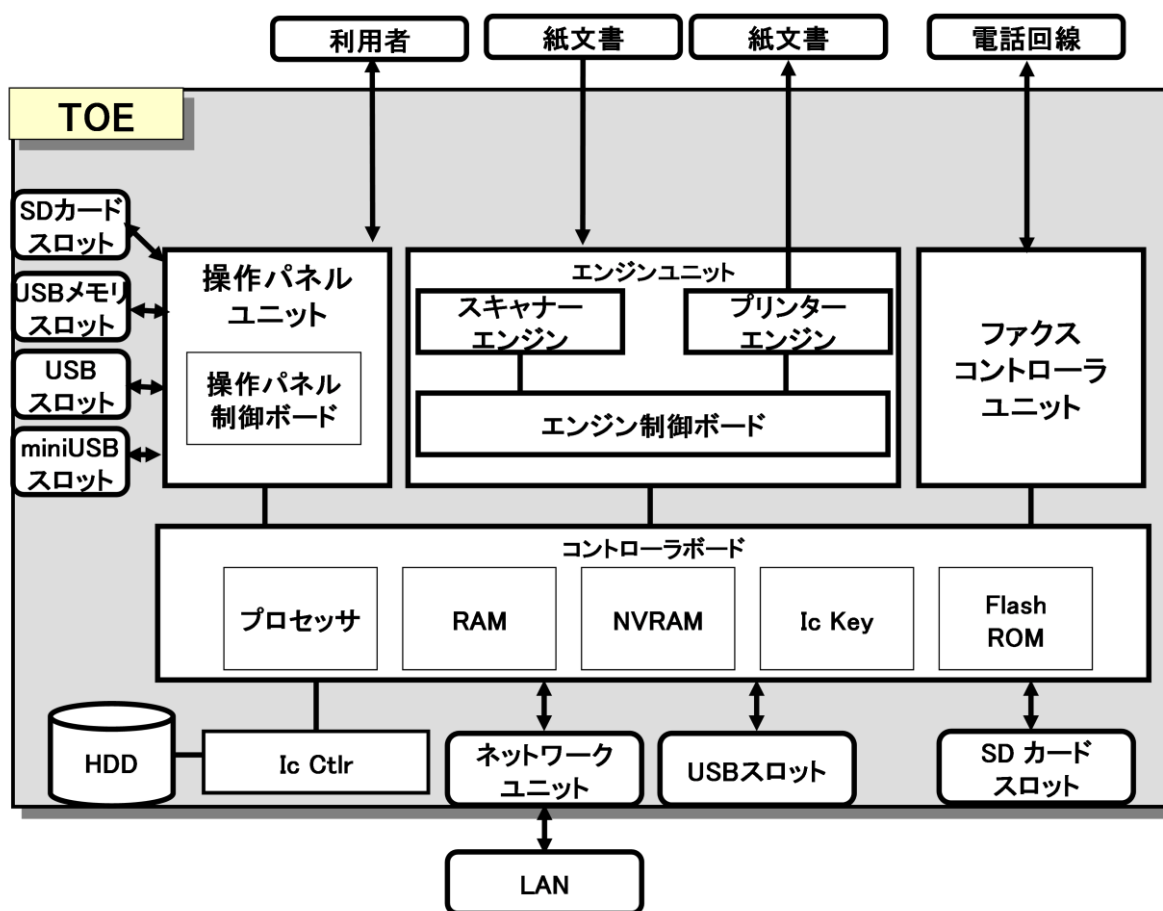 利用者
紙文書
紙文書
電話回線
TOE
SDカード
スロット
USBメモリ
スロット
USB
スロット
miniUSB
スロット
操作パネル
ユニット
操作パネル
制御ボード
エンジンユニット
スキャナー
エンジン
プリンター
エンジン
エンジン制御ボード
ファクス
コントローラ
ユニット
コントローラボード
プロセッサ
RAM
NVRAM
Ic Key
Flash
ROM
HDD
Ic Ctlr
ネットワーク
ユニット
USBスロット
SD カード
スロット
LAN